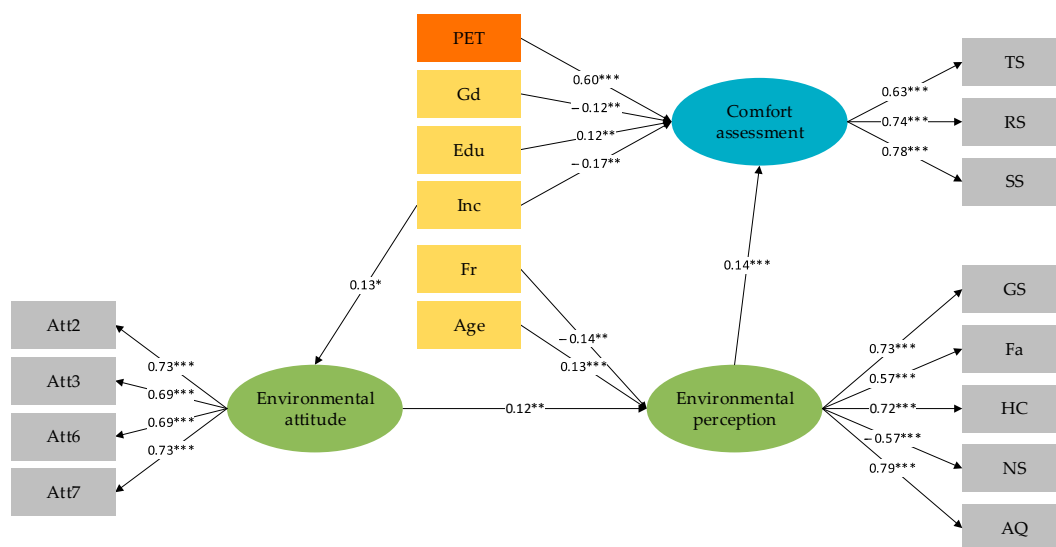 PET
TS
0.60***
0.63***
Gd
−0.12**
Comfort
assessment
0.74***
RS
Edu
0.12**
0.78***
SS
−0.17**
Inc
Fr
0.14***
GS
0.13*
Age
−0.14**
0.73***
Fa
Att2
0.13***
0.57***
0.73***
Att3
0.69***
Environmental
attitude
0.12**
Environmental
perception
0.72***
HC
0.69***
Att6
−0.57***
0.73***
NS
0.79***
Att7
AQ